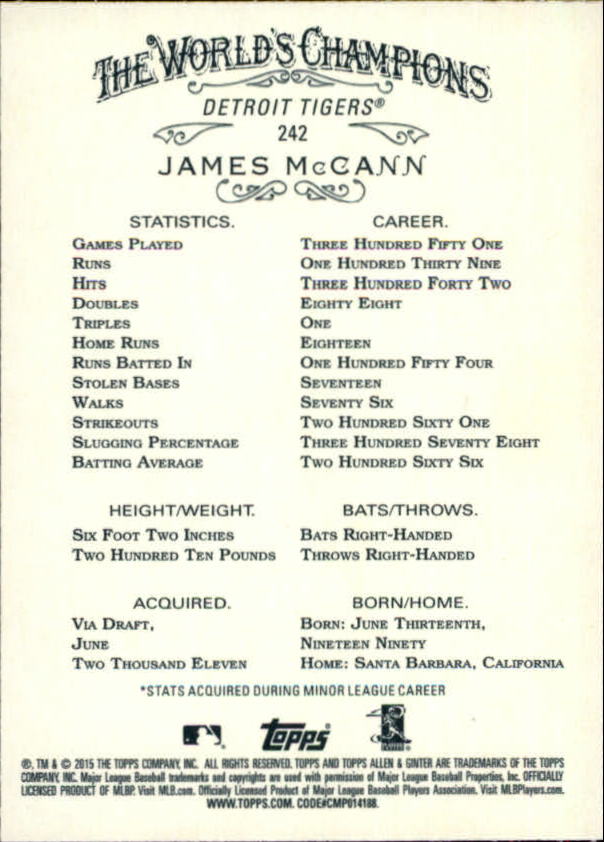 THE WORLD'S CHAMPIONS
DETROIT TIGERS®
242
JAMES McCANN
STATISTICS. CAREER.
GAMES PLAYED THREE HUNDRED FIFTY ONE
RUNS ONE HUNDRED THIRTY NINE
HITS THREE HUNDRED FORTY TWO
DOUBLES EIGHTY EIGHT
TRIPLES ONE
HOME RUNS EIGHTEEN
RUNS BATTED IN ONE HUNDRED FIFTY FOUR
STOLEN BASES SEVENTEEN
WALKS SEVENTY SIX
STRIKEOUTS TWO HUNDRED SIXTY ONE
SLUGGING PERCENTAGE THREE HUNDRED SEVENTY EIGHT
BATTING AVERAGE TWO HUNDRED SIXTY SIX
HEIGHT/WEIGHT. BATS/THROWS.
SIX FOOT TWO INCHES BATS RIGHT-HANDED
TWO HUNDRED TEN POUNDS THROWS RIGHT-HANDED
ACQUIRED. BORN/HOME.
VIA DRAFT, BORN: JUNE THIRTEENTH,
JUNE NINETEEN NINETY
TWO THOUSAND ELEVEN HOME: SANTA BARBARA, CALIFORNIA
*STATS ACQUIRED DURING MINOR LEAGUE CAREER
Topps
®, TM & © 2015 THE TOPPS COMPANY, INC. ALL RIGHTS RESERVED. TOPPS AND TOPPS ALLEN & GINTER ARE TRADEMARKS OF THE TOPPS
COMPANY, INC. Major League Baseball trademarks and copyrights are used with permission of Major League Baseball Properties, Inc. OFFICIALLY
LICENSED PRODUCT OF MLBP. Visit MLB.com. Officially Licensed Product of Major League Baseball Players Association. Visit MLBPlayers.com.
WWW.TOPPS.COM. CODE#CMP014188.